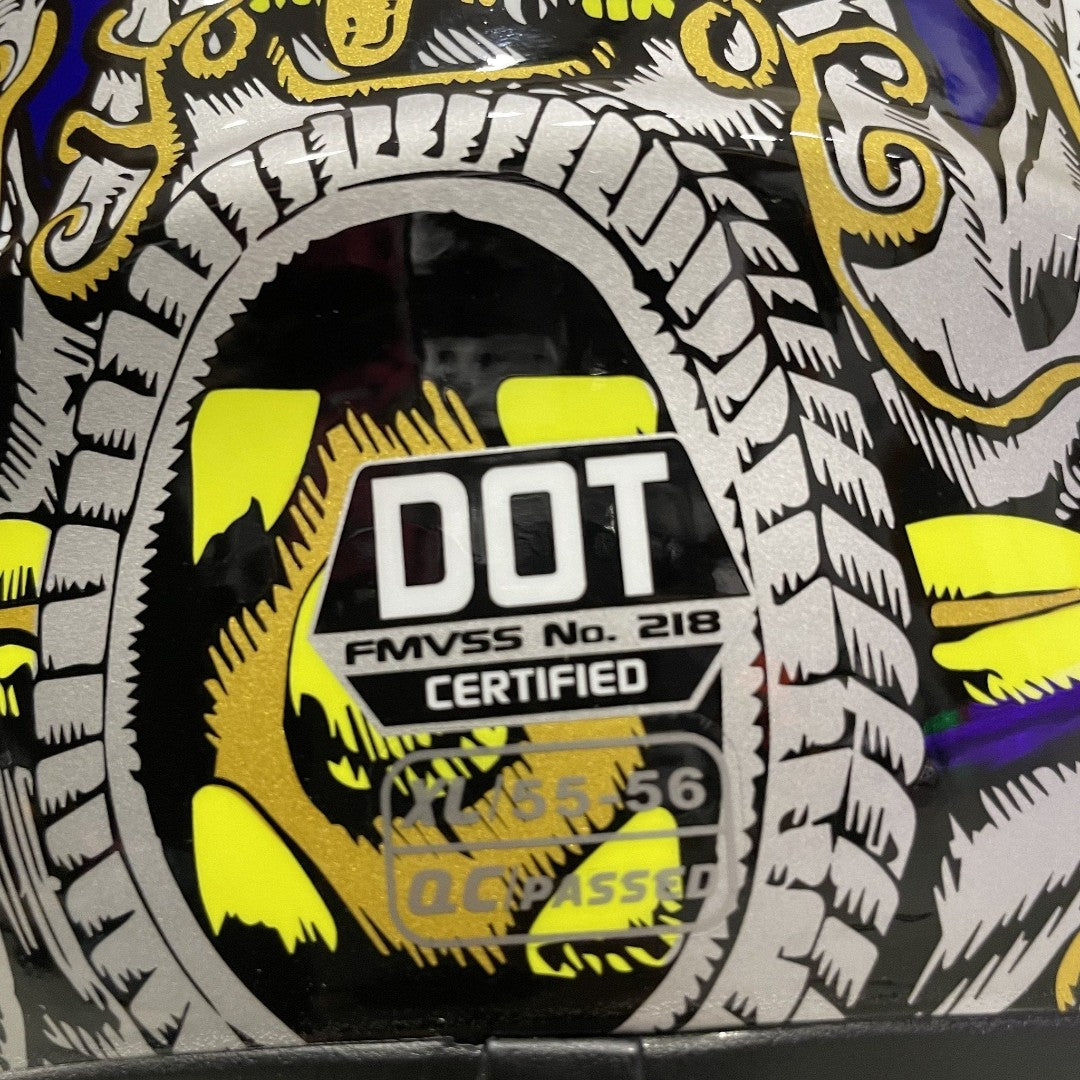 DOT
FMVSS No. 218
CERTIFIED
XL/55-56
QC/PASSED